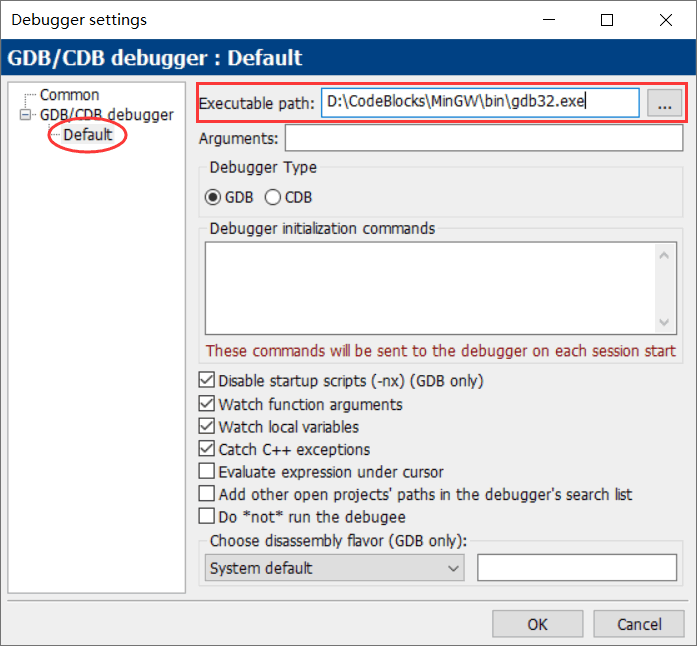 Debugger settings
GDB/CDB debugger : Default
Common
GDB/CDB debugger
Default
Executable path: D:\CodeBlocks\MinGW\bin\gdb32.exe ...
Arguments:
Debugger Type
GDB CDB
Debugger initialization commands
These commands will be sent to the debugger on each session start
Disable startup scripts (-nx) (GDB only)
Watch function arguments
Watch local variables
Catch C++ exceptions
Evaluate expression under cursor
Add other open projects' paths in the debugger's search list
Do *not* run the debugee
Choose disassembly flavor (GDB only):
System default
OK Cancel